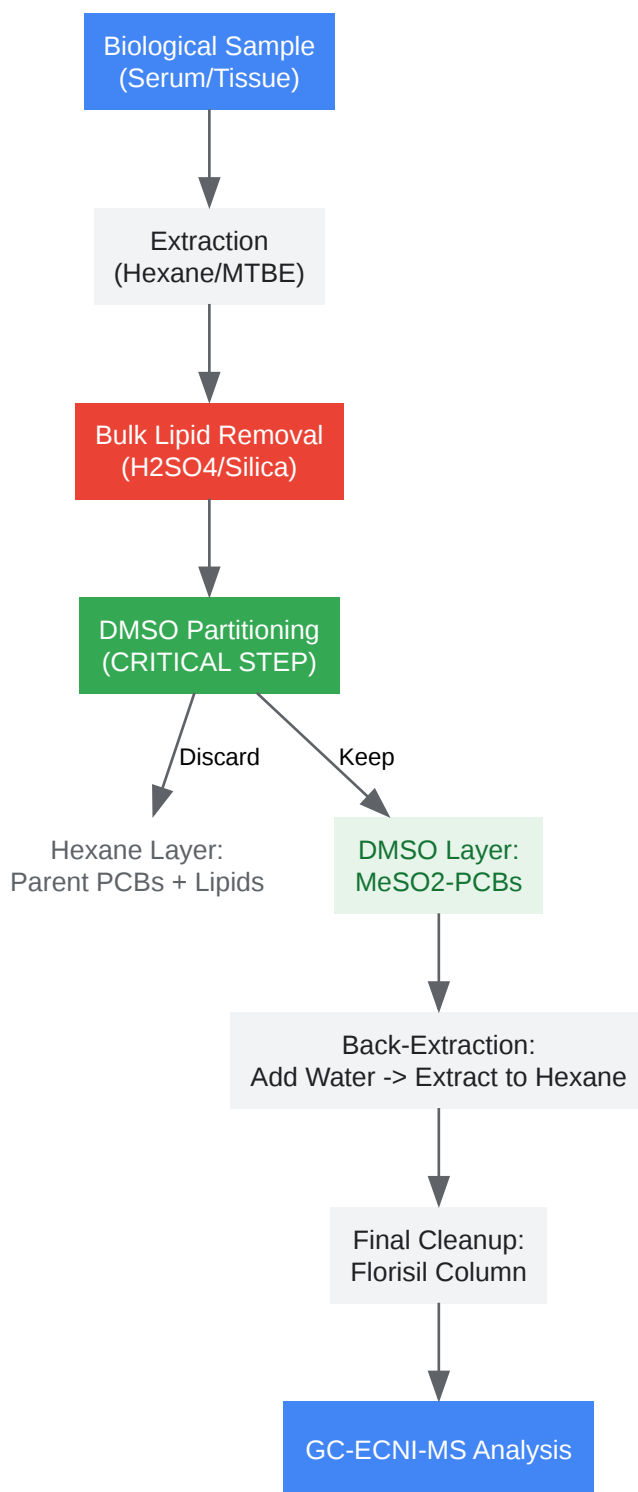 Biological Sample
(Serum/Tissue)
Extraction
(Hexane/MTBE)
Bulk Lipid Removal
(H2SO4/Silica)
DMSO Partitioning
(CRITICAL STEP)
Discard
Keep
Hexane Layer:
Parent PCBs + Lipids
DMSO Layer:
MeSO2-PCBs
Back-Extraction:
Add Water -> Extract to Hexane
Final Cleanup:
Florisil Column
GC-ECNI-MS Analysis